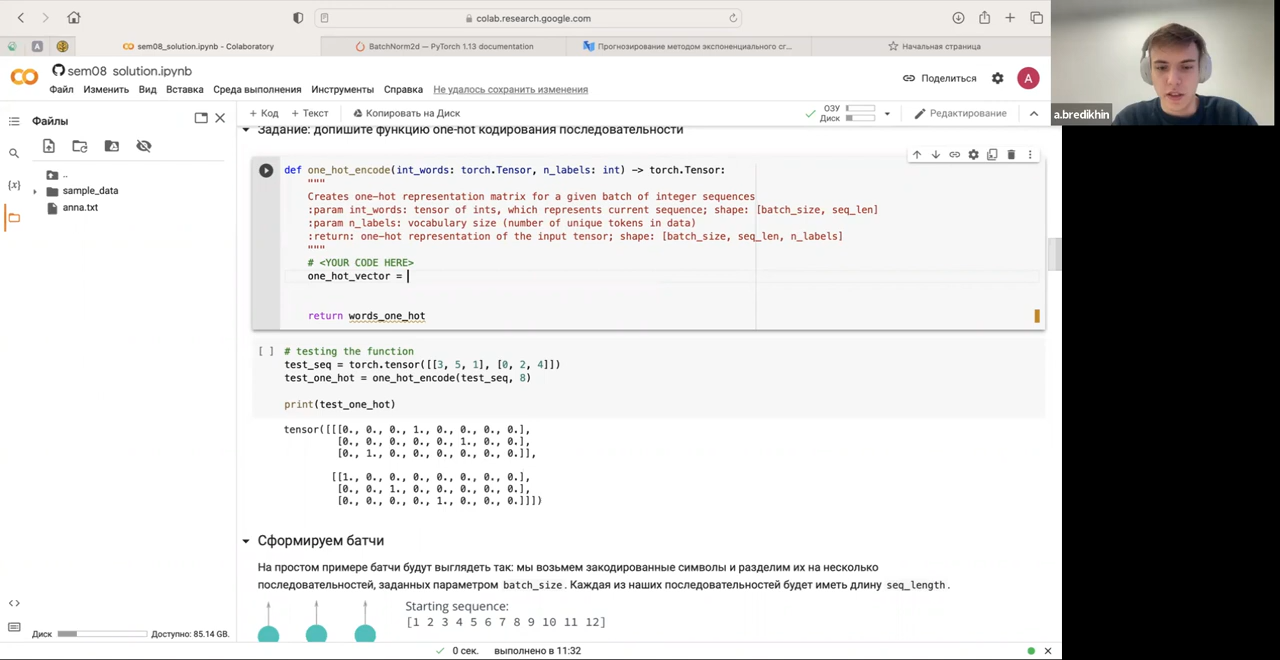 colab.research.google.com
sem08_solution.ipynb - Colaboratory
BatchNorm2d — PyTorch 1.13 documentation
Прогнозирование методом экспоненциального сг...
Начальная страница
sem08 solution.ipynb
Поделиться
A
Файл Изменить Вид Вставка Среда выполнения Инструменты Справка Не удалось сохранить изменения
a.bredikhin
Файлы
+ Код + Текст Копировать на Диск
ОЗУ
Диск
Редактирование
..
sample_data
anna.txt
Задание: допишите функцию one-hot кодирования последовательности
def one_hot_encode(int_words: torch.Tensor, n_labels: int) -> torch.Tensor:
"""
Creates one-hot representation matrix for a given batch of integer sequences
:param int_words: tensor of ints, which represents current sequence; shape: [batch_size, seq_len]
:param n_labels: vocabulary size (number of unique tokens in data)
:return: one-hot representation of the input tensor; shape: [batch_size, seq_len, n_labels]
"""
# <YOUR CODE HERE>
one_hot_vector =
return words_one_hot
[ ] # testing the function
test_seq = torch.tensor([[3, 5, 1], [0, 2, 4]])
test_one_hot = one_hot_encode(test_seq, 8)
print(test_one_hot)
tensor([[[0., 0., 0., 1., 0., 0., 0., 0.],
[0., 0., 0., 0., 0., 1., 0., 0.],
[0., 1., 0., 0., 0., 0., 0., 0.]],
[[1., 0., 0., 0., 0., 0., 0., 0.],
[0., 0., 1., 0., 0., 0., 0., 0.],
[0., 0., 0., 0., 1., 0., 0., 0.]]])
Сформируем батчи
На простом примере батчи будут выглядеть так: мы возьмем закодированные символы и разделим их на несколько
последовательностей, заданных параметром batch_size. Каждая из наших последовательностей будет иметь длину seq_length.
Starting sequence:
[1 2 3 4 5 6 7 8 9 10 11 12]
Диск Доступно: 85.14 GB.
0 сек. выполнено в 11:32